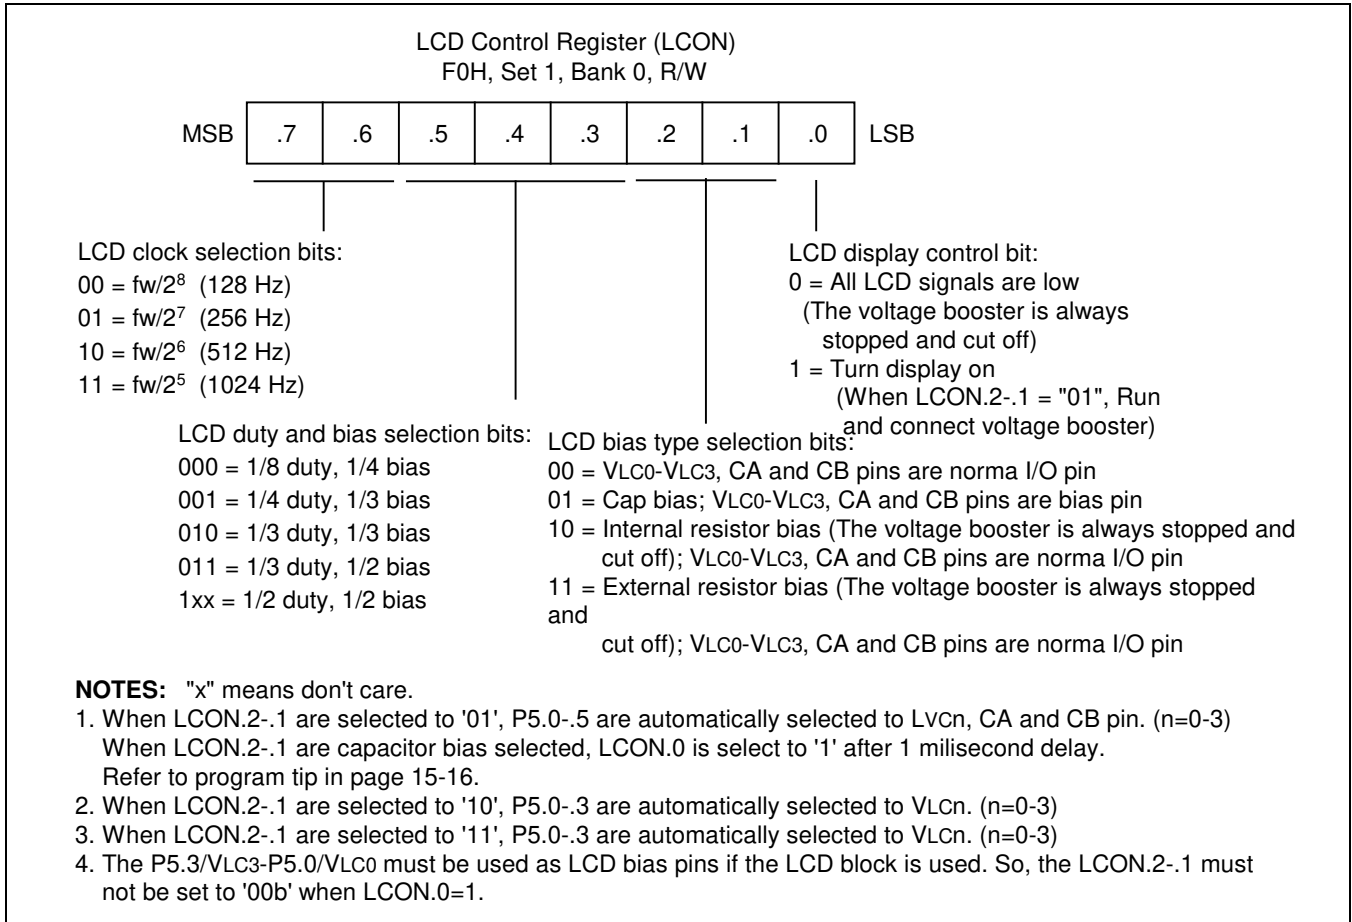 LCD Control Register (LCON)
F0H, Set 1, Bank 0, R/W
MSB .7 .6 .5 .4 .3 .2 .1 .0 LSB
LCD clock selection bits:
00 = fw/2⁸ (128 Hz)
01 = fw/2⁷ (256 Hz)
10 = fw/2⁶ (512 Hz)
11 = fw/2⁵ (1024 Hz)
LCD display control bit:
0 = All LCD signals are low
(The voltage booster is always
stopped and cut off)
1 = Turn display on
(When LCON.2-.1 = "01", Run
and connect voltage booster)
LCD duty and bias selection bits:
000 = 1/8 duty, 1/4 bias
001 = 1/4 duty, 1/3 bias
010 = 1/3 duty, 1/3 bias
011 = 1/3 duty, 1/2 bias
1xx = 1/2 duty, 1/2 bias
LCD bias type selection bits:
00 = VLC0-VLC3, CA and CB pins are norma I/O pin
01 = Cap bias; VLC0-VLC3, CA and CB pins are bias pin
10 = Internal resistor bias (The voltage booster is always stopped and
cut off); VLC0-VLC3, CA and CB pins are norma I/O pin
11 = External resistor bias (The voltage booster is always stopped
and
cut off); VLC0-VLC3, CA and CB pins are norma I/O pin
NOTES: "x" means don't care.
1. When LCON.2-.1 are selected to '01', P5.0-.5 are automatically selected to LVCn, CA and CB pin. (n=0-3)
When LCON.2-.1 are capacitor bias selected, LCON.0 is select to '1' after 1 milisecond delay.
Refer to program tip in page 15-16.
2. When LCON.2-.1 are selected to '10', P5.0-.3 are automatically selected to VLCn. (n=0-3)
3. When LCON.2-.1 are selected to '11', P5.0-.3 are automatically selected to VLCn. (n=0-3)
4. The P5.3/VLC3-P5.0/VLC0 must be used as LCD bias pins if the LCD block is used. So, the LCON.2-.1 must
not be set to '00b' when LCON.0=1.